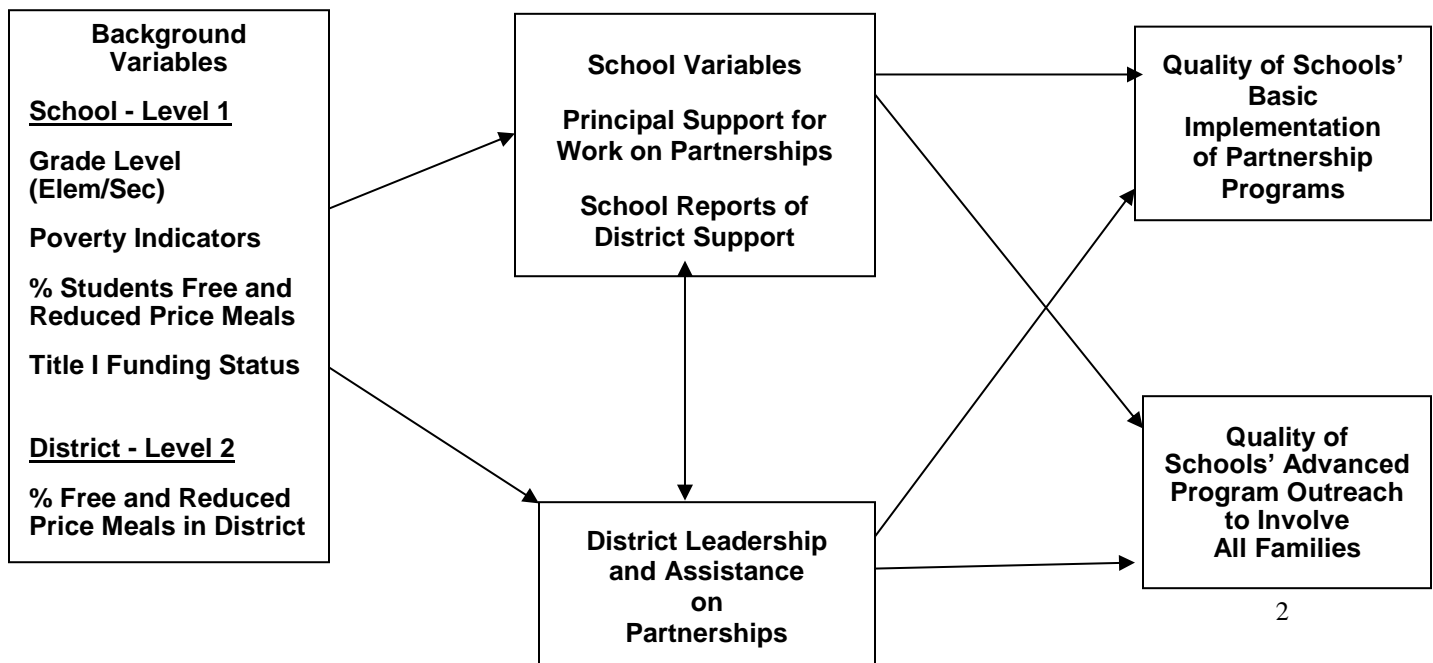 Background
Variables
School - Level 1
Grade Level
(Elem/Sec)
Poverty Indicators
% Students Free and
Reduced Price Meals
Title I Funding Status
District - Level 2
% Free and Reduced
Price Meals in District
School Variables
Principal Support for
Work on Partnerships
School Reports of
District Support
District Leadership
and Assistance
on
Partnerships
Quality of Schools’
Basic
Implementation
of Partnership
Programs
Quality of
Schools’ Advanced
Program Outreach
to Involve
All Families
2